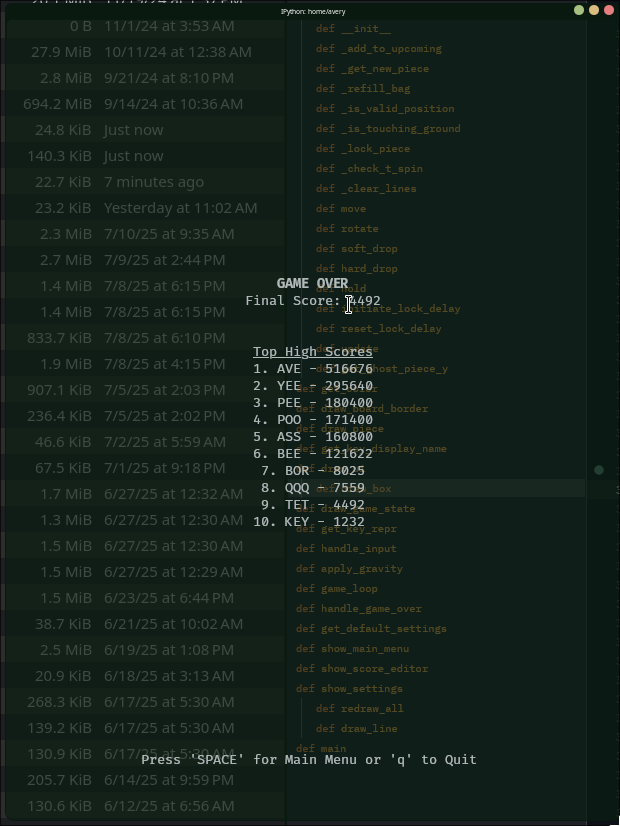 IPython: home/avery
0 B 11/1/24 at 3:53 AM
27.9 MiB 10/11/24 at 12:38 AM
2.8 MiB 9/21/24 at 8:10 PM
694.2 MiB 9/14/24 at 10:36 AM
24.8 KiB Just now
140.3 KiB Just now
22.7 KiB 7 minutes ago
23.2 KiB Yesterday at 11:02 AM
2.3 MiB 7/10/25 at 9:35 AM
2.7 MiB 7/9/25 at 2:44 PM
1.4 MiB 7/8/25 at 6:15 PM
1.4 MiB 7/8/25 at 6:15 PM
833.7 MiB 7/8/25 at 6:10 PM
1.9 MiB 7/8/25 at 4:15 PM
907.1 KiB 7/5/25 at 2:03 PM
236.4 KiB 7/5/25 at 2:02 PM
46.6 KiB 7/2/25 at 5:59 AM
67.5 KiB 7/1/25 at 9:18 PM
1.7 MiB 6/27/25 at 12:32 AM
1.3 MiB 6/27/25 at 12:30 AM
1.5 MiB 6/27/25 at 12:30 AM
1.5 MiB 6/27/25 at 12:29 AM
1.5 MiB 6/23/25 at 6:44 PM
38.7 KiB 6/21/25 at 10:02 AM
2.5 MiB 6/19/25 at 1:08 PM
20.9 KiB 6/18/25 at 3:13 AM
268.3 KiB 6/17/25 at 5:30 AM
139.2 KiB 6/17/25 at 5:30 AM
130.9 KiB 6/17/25 at 5:30 AM
205.7 KiB 6/14/25 at 9:59 PM
130.6 KiB 6/12/25 at 6:56 AM
def __init__
def _add_to_upcoming
def _get_new_piece
def _refill_bag
def _is_valid_position
def _is_touching_ground
def _lock_piece
def _check_t_spin
def _clear_lines
def move
def rotate
def soft_drop
def hard_drop
def hold
def initiate_lock_delay
def reset_lock_delay
def draw_board_border
def draw_piece
def get_key_display_name
def draw_game_state
def get_key_repr
def handle_input
def apply_gravity
def game_loop
def handle_game_over
def get_default_settings
def show_main_menu
def show_score_editor
def show_settings
def redraw_all
def draw_line
def main
GAME OVER
Final Score: 4492
Top High Scores
1. AVE - 516676
2. YEE - 295640
3. PEE - 180400
4. POO - 171400
5. ASS - 160800
6. BEE - 121622
7. BOR - 8025
8. QQQ - 7559
9. TET - 4492
10. KEY - 1232
Press 'SPACE' for Main Menu or 'q' to Quit